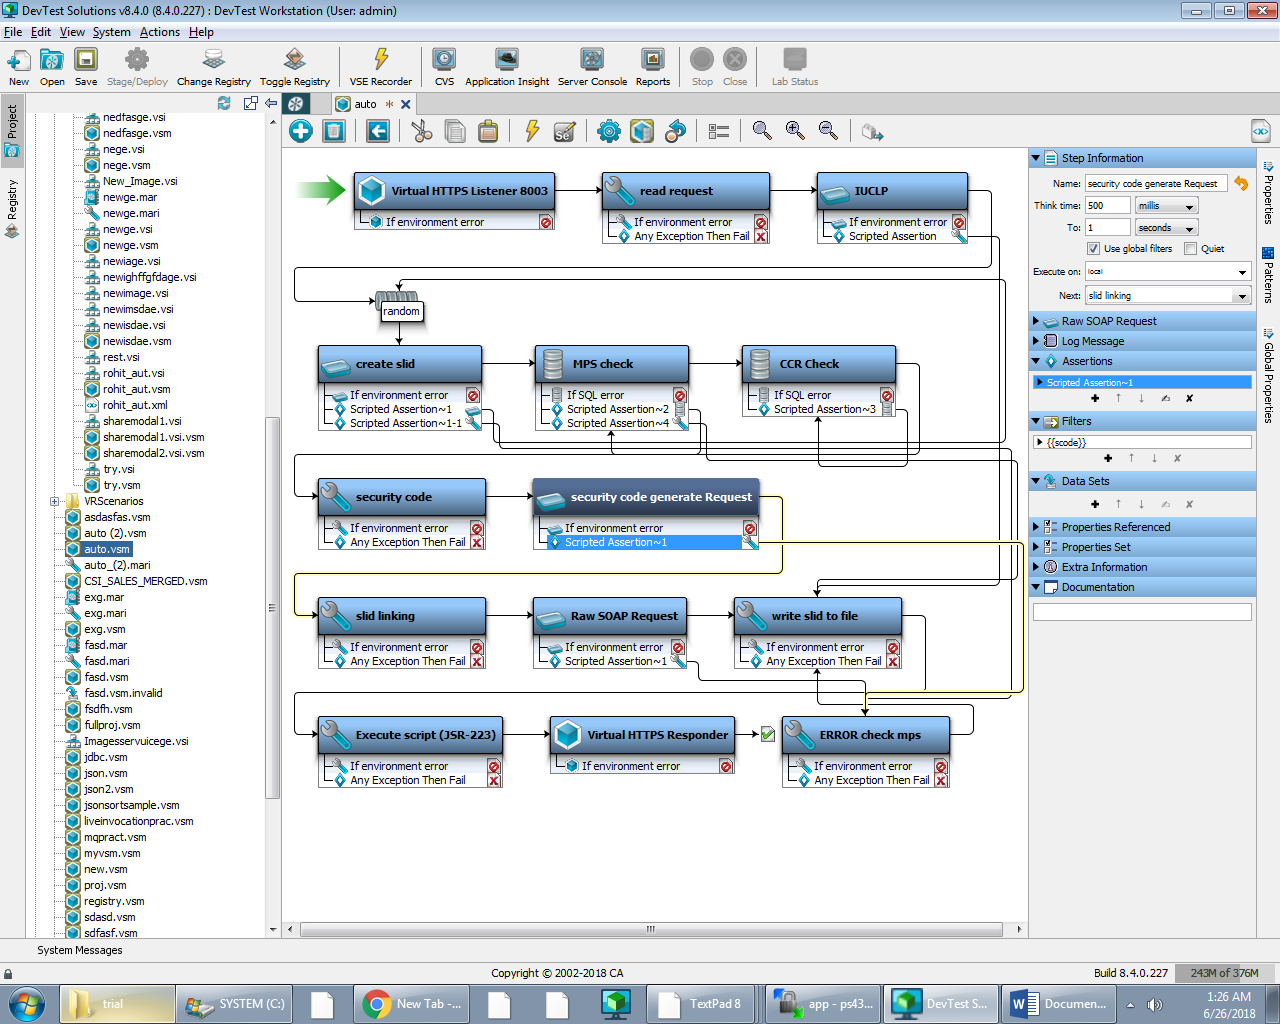 DevTest Solutions v8.4.0 (8.4.0.227) : DevTest Workstation (User: admin)
File Edit View System Actions Help
New Open Save Stage/Deploy Change Registry Toggle Registry VSE Recorder CVS Application Insight Server Console Reports Stop Close Lab Status
Project
Registry
nedfasge.vsi
nedfasge.vsm
nege.vsi
nege.vsm
New_Image.vsi
newge.mar
newge.mari
newge.vsi
newge.vsm
newiage.vsi
newighffgfdage.vsi
newimage.vsi
newimsdae.vsi
newisdae.vsi
newisdae.vsm
rest.vsi
rohit_aut.vsi
rohit_aut.vsm
rohit_aut.xml
sharemodal1.vsi
sharemodal1.vsi.vsm
sharemodal2.vsi.vsm
try.vsi
try.vsm
VRScenarios
asdasfas.vsm
auto (2).vsm
auto.vsm
auto_(2).mari
CSI_SALES_MERGED.vsm
exg.mar
exg.mari
exg.vsm
fasd.mar
fasd.mari
fasd.vsm
fasd.vsm.invalid
fsdfh.vsm
fullproj.vsm
Imagesservuicege.vsi
jdbc.vsm
json.vsm
json2.vsm
jsonsortsample.vsm
liveinvocationprac.vsm
mqpract.vsm
myvsm.vsm
new.vsm
proj.vsm
registry.vsm
sdasd.vsm
sdfasf.vsm
auto
Virtual HTTPS Listener 8003
If environment error
read request
If environment error
Any Exception Then Fail
IUCLP
If environment error
Scripted Assertion
random
create slid
If environment error
Scripted Assertion~1
Scripted Assertion~1-1
MPS check
If SQL error
Scripted Assertion~2
Scripted Assertion~4
CCR Check
If SQL error
Scripted Assertion~3
security code
If environment error
Any Exception Then Fail
security code generate Request
If environment error
Scripted Assertion~1
slid linking
If environment error
Any Exception Then Fail
Raw SOAP Request
If environment error
Scripted Assertion~1
write slid to file
If environment error
Any Exception Then Fail
Execute script (JSR-223)
If environment error
Any Exception Then Fail
Virtual HTTPS Responder
If environment error
ERROR check mps
If environment error
Any Exception Then Fail
Step Information
Name: security code generate Request
Think time: 500 millis
To: 1 seconds
Use global filters Quiet
Execute on: local
Next: slid linking
Raw SOAP Request
Log Message
Assertions
Scripted Assertion~1
Filters
{{scode}}
Data Sets
Properties Referenced
Properties Set
Extra Information
Documentation
Properties
Patterns
Global Properties
System Messages
Copyright © 2002-2018 CA
Build 8.4.0.227
243M of 376M
trial
SYSTEM (C:)
New Tab -...
TextPad 8
app - ps43...
DevTest S...
Documen...
1:26 AM
6/26/2018